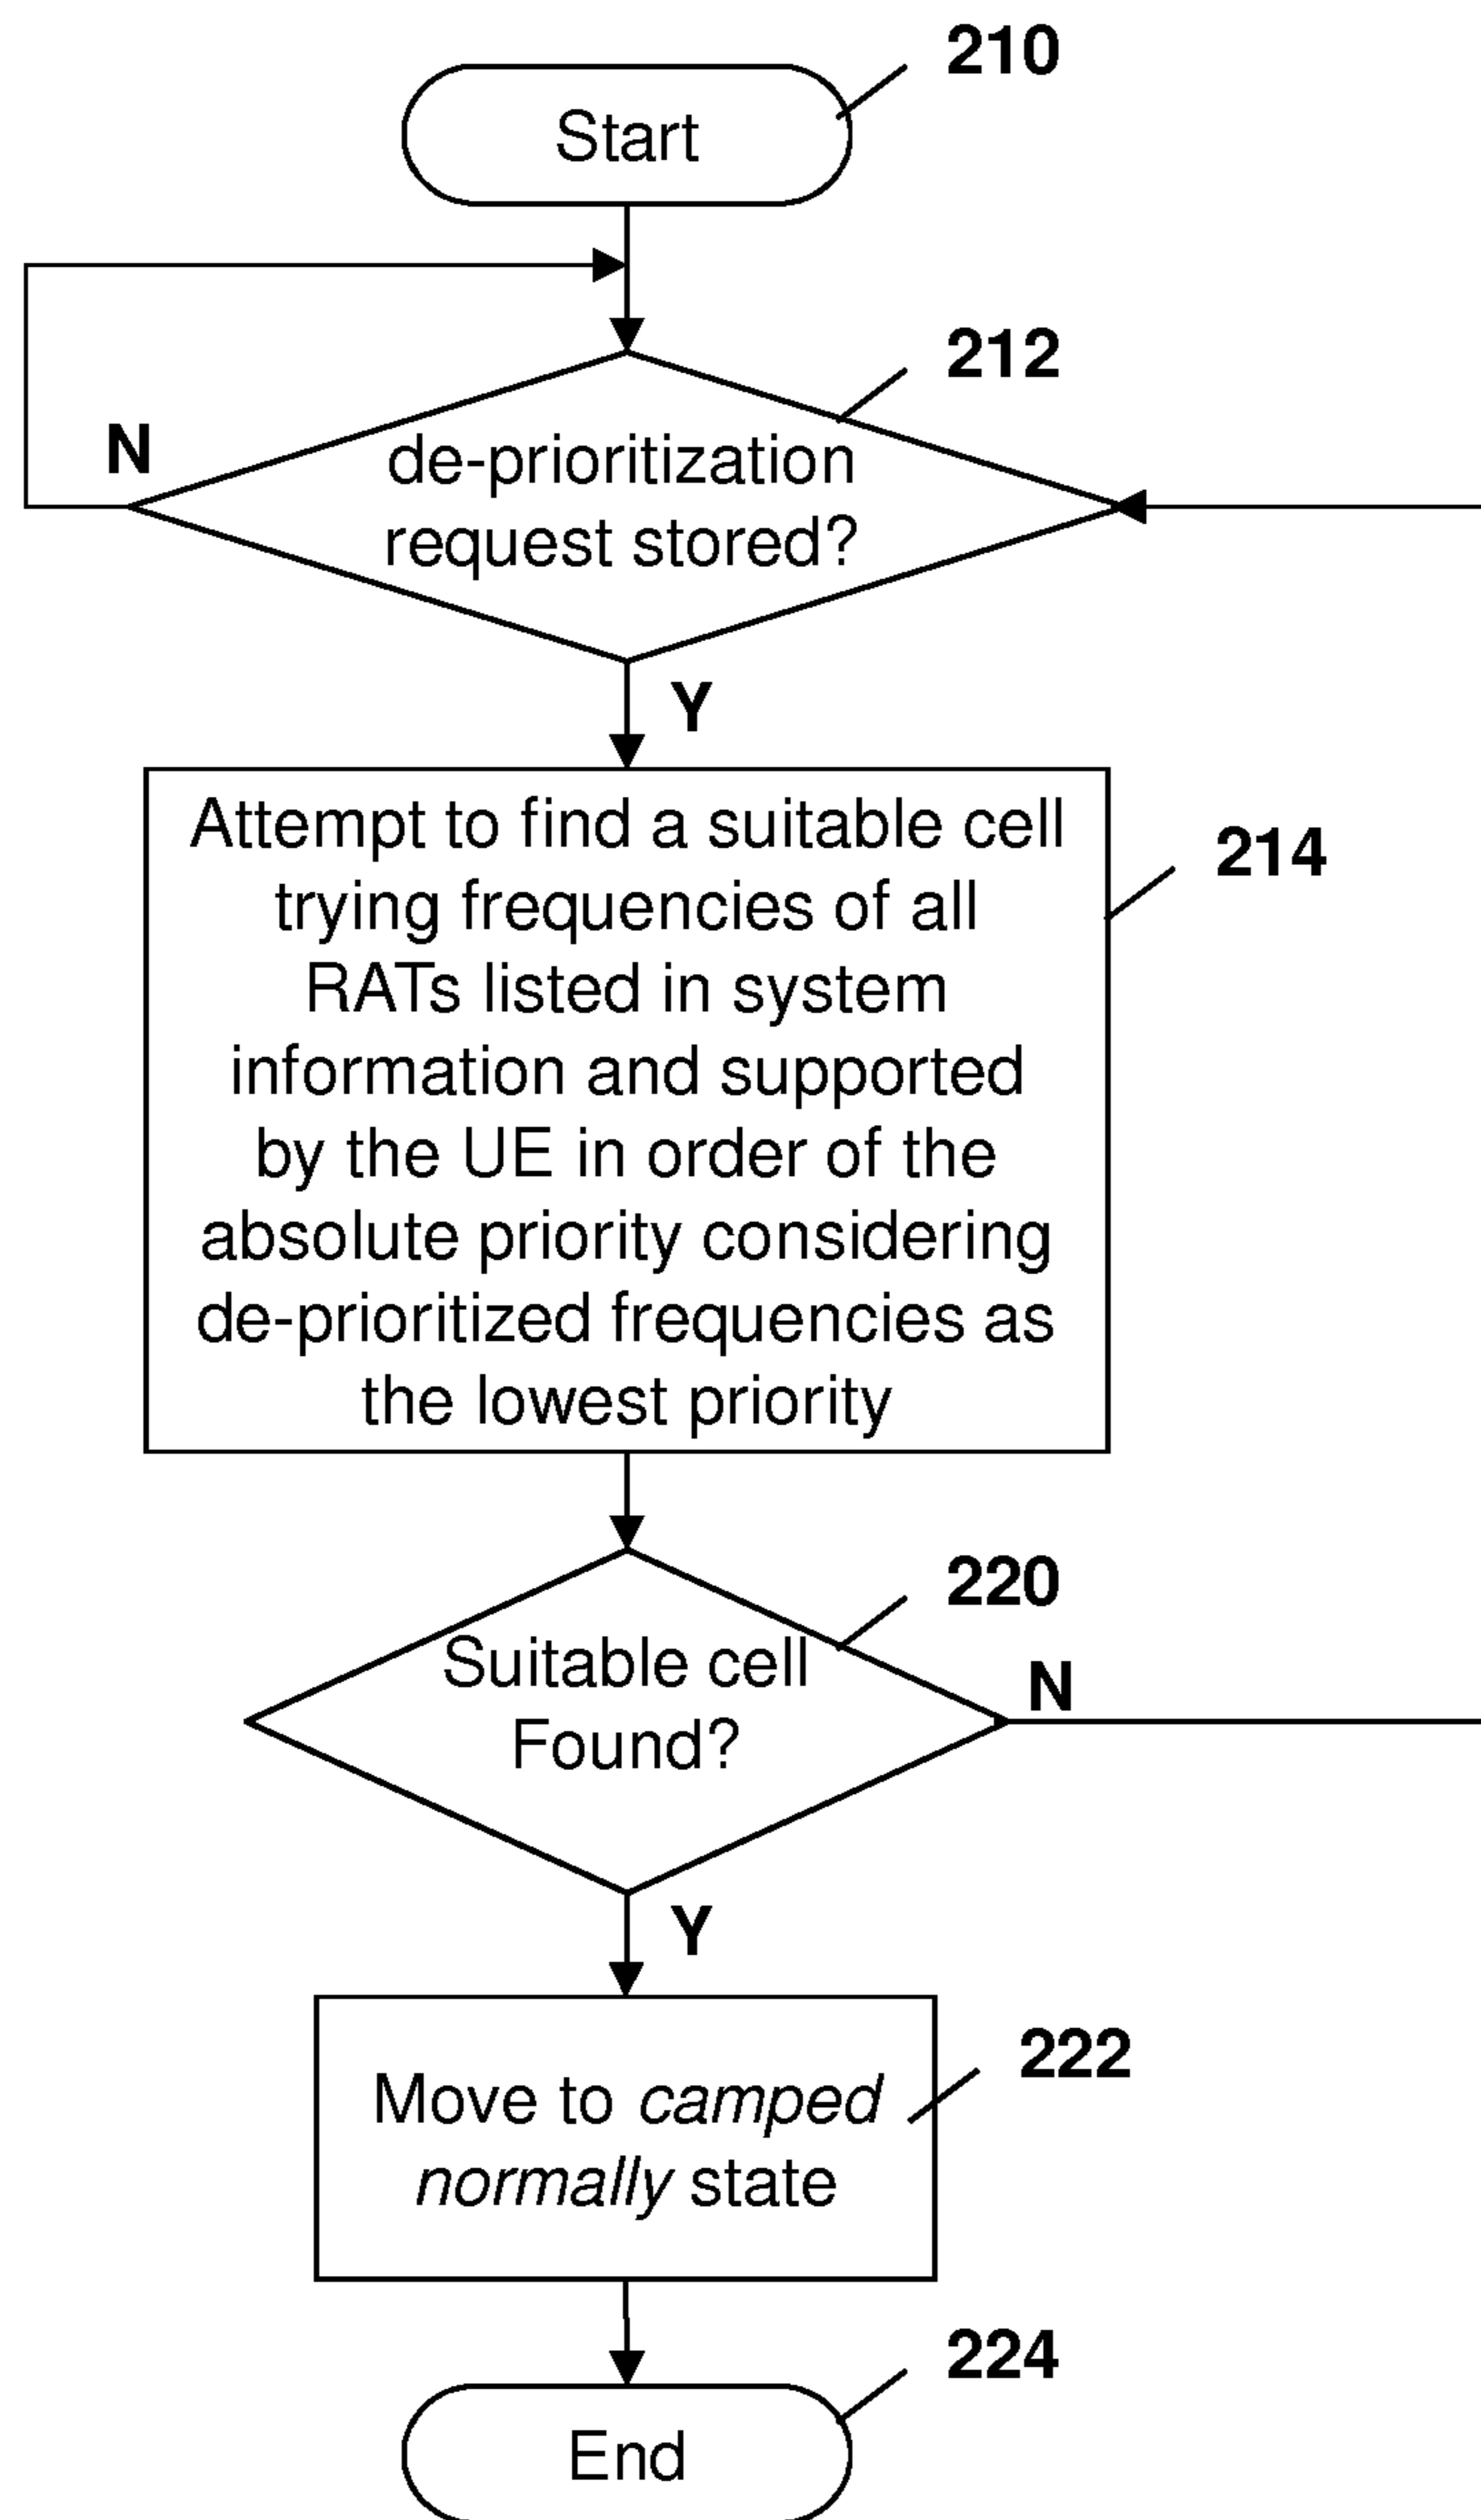 210
Start
212
N
de-prioritization
request stored?
Y
Attempt to find a suitable cell
214
trying frequencies of all
RATs listed in system
information and supported
by the UE in order of the
absolute priority considering
de-prioritized frequencies as
the lowest priority
220
Suitable cell
N
Found?
Y
222
Move to camped
normally state
224
End